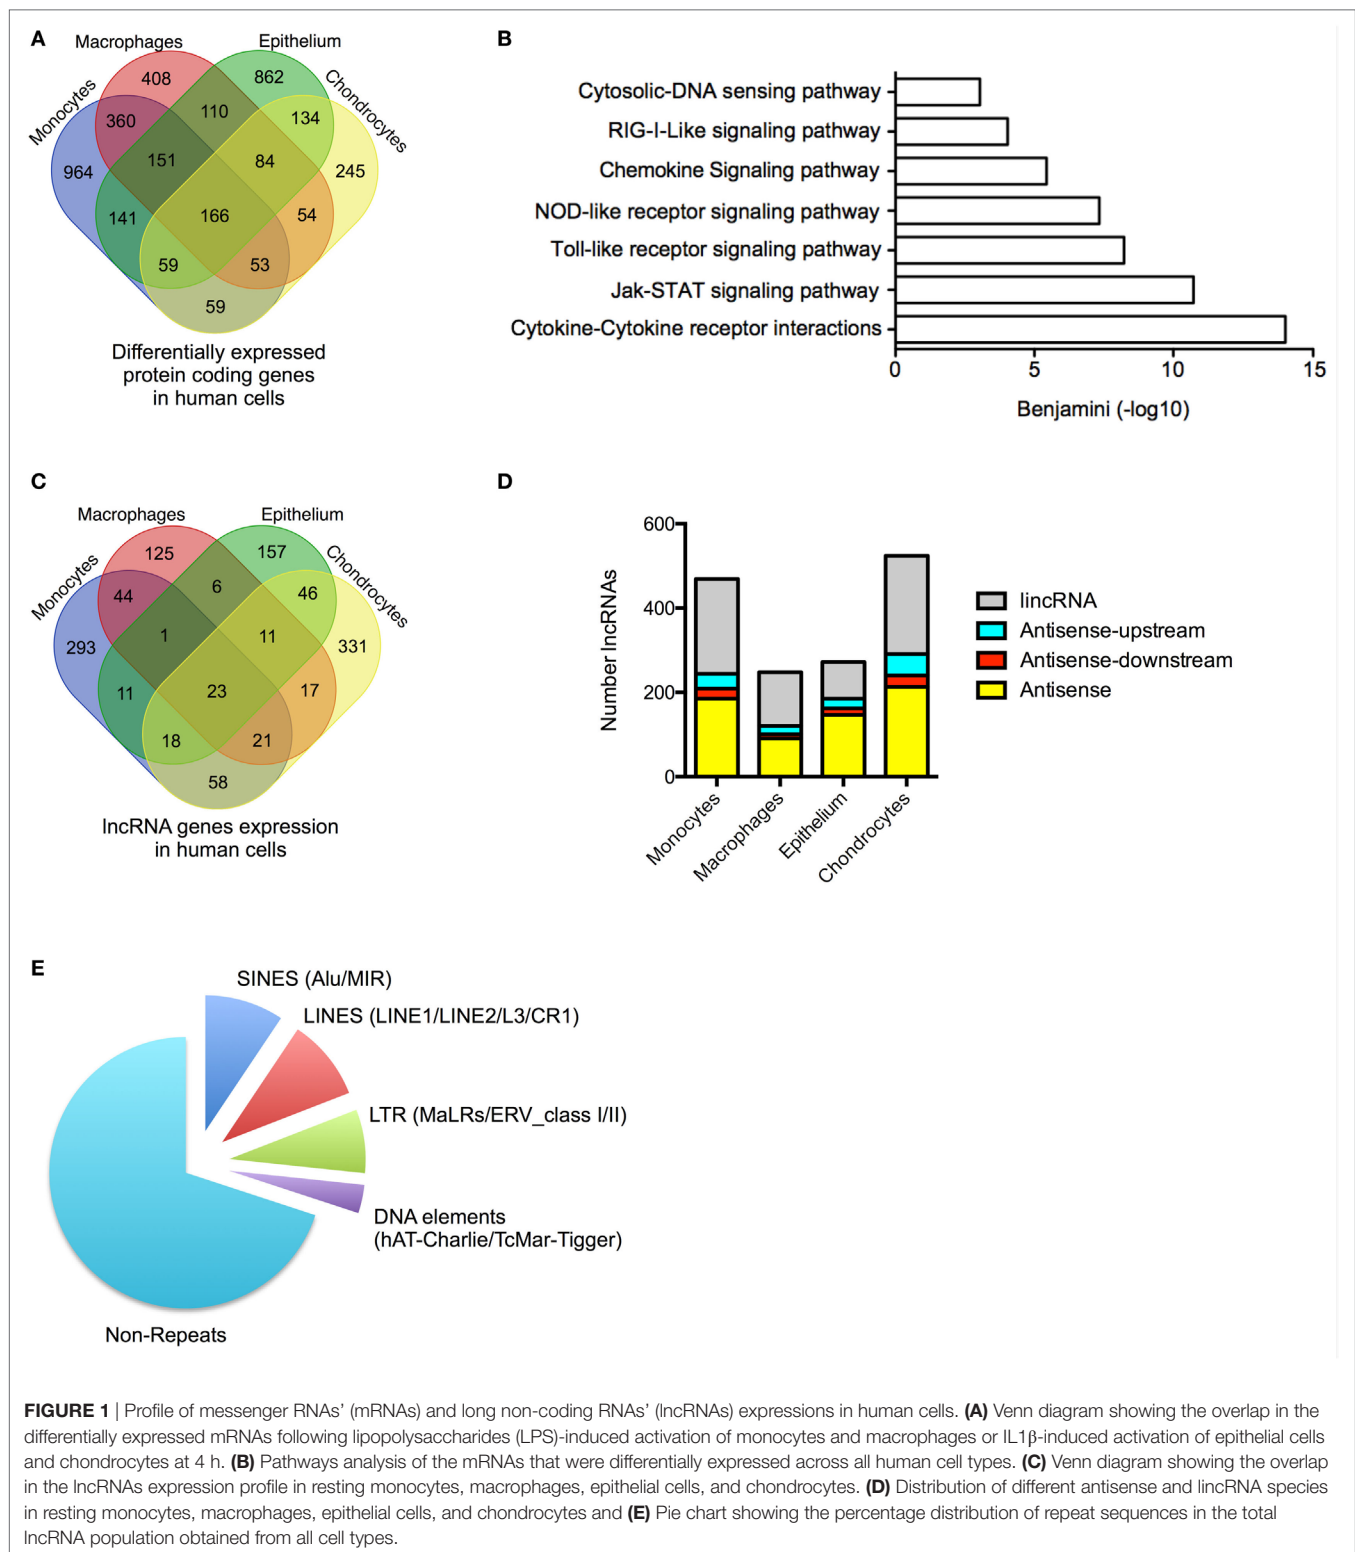 A
Macrophages
Epithelium
Monocytes
Chondrocytes
408
862
360
110
134
964
151
84
245
141
166
54
59
53
59
Differentially expressed
protein coding genes
in human cells
B
Cytosolic-DNA sensing pathway
RIG-I-Like signaling pathway
Chemokine Signaling pathway
NOD-like receptor signaling pathway
Toll-like receptor signaling pathway
Jak-STAT signaling pathway
Cytokine-Cytokine receptor interactions
0 5 10 15
Benjamini (-log10)
C
Macrophages
Epithelium
Monocytes
Chondrocytes
125
157
44
6
46
293
1
11
331
11
23
17
18
21
58
lncRNA genes expression
in human cells
D
Number lncRNAs
600
400
200
0
Monocytes
Macrophages
Epithelium
Chondrocytes
lincRNA
Antisense-upstream
Antisense-downstream
Antisense
E
SINES (Alu/MIR)
LINES (LINE1/LINE2/L3/CR1)
LTR (MaLRs/ERV_class I/II)
DNA elements
(hAT-Charlie/TcMar-Tigger)
Non-Repeats
FIGURE 1 | Profile of messenger RNAs’ (mRNAs) and long non-coding RNAs’ (lncRNAs) expressions in human cells. (A) Venn diagram showing the overlap in the
differentially expressed mRNAs following lipopolysaccharides (LPS)-induced activation of monocytes and macrophages or IL1β-induced activation of epithelial cells
and chondrocytes at 4 h. (B) Pathways analysis of the mRNAs that were differentially expressed across all human cell types. (C) Venn diagram showing the overlap
in the lncRNAs expression profile in resting monocytes, macrophages, epithelial cells, and chondrocytes. (D) Distribution of different antisense and lincRNA species
in resting monocytes, macrophages, epithelial cells, and chondrocytes and (E) Pie chart showing the percentage distribution of repeat sequences in the total
lncRNA population obtained from all cell types.